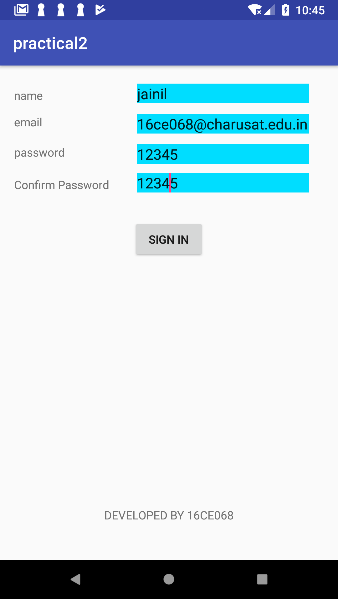 10:45
practical2
name jainil
email 16ce068@charusat.edu.in
password 12345
Confirm Password 12345
SIGN IN
DEVELOPED BY 16CE068